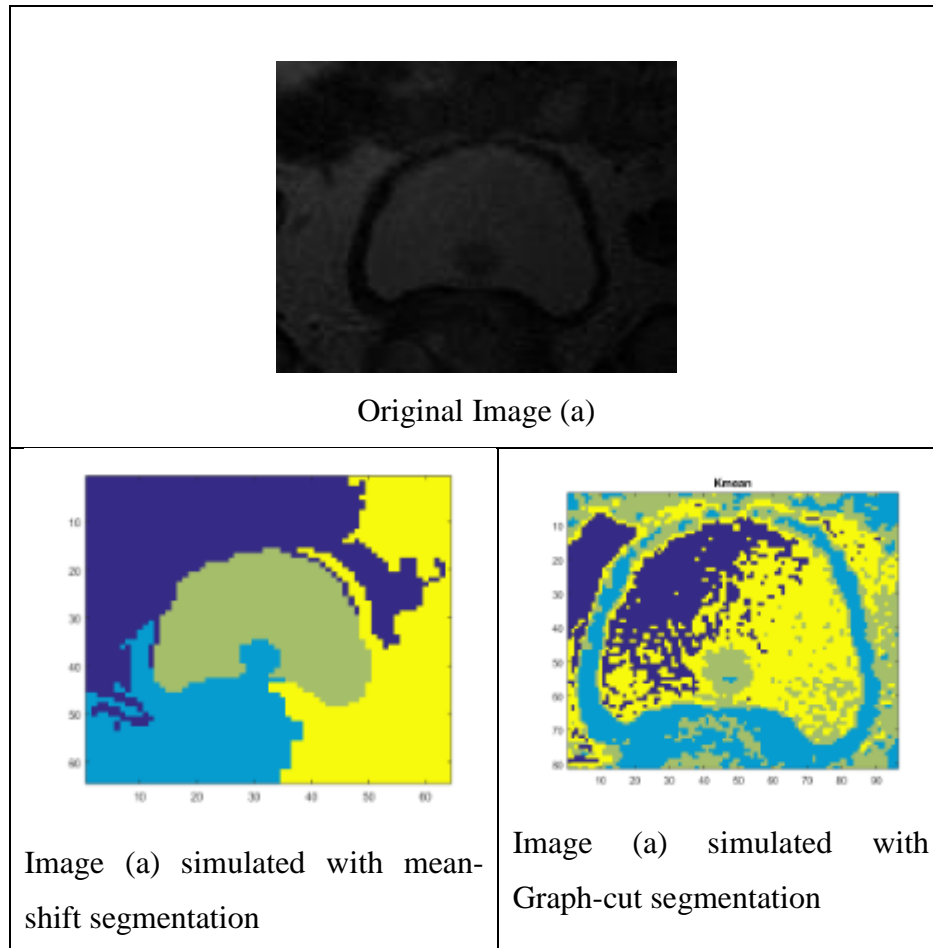 Original Image (a)
Kmean
10
20
30
40
50
60
10 20 30 40 50 60
10
20
30
40
50
60
70
80
10 20 30 40 50 60 70 80 90
Image (a) simulated with mean-
shift segmentation
Image (a) simulated with
Graph-cut segmentation